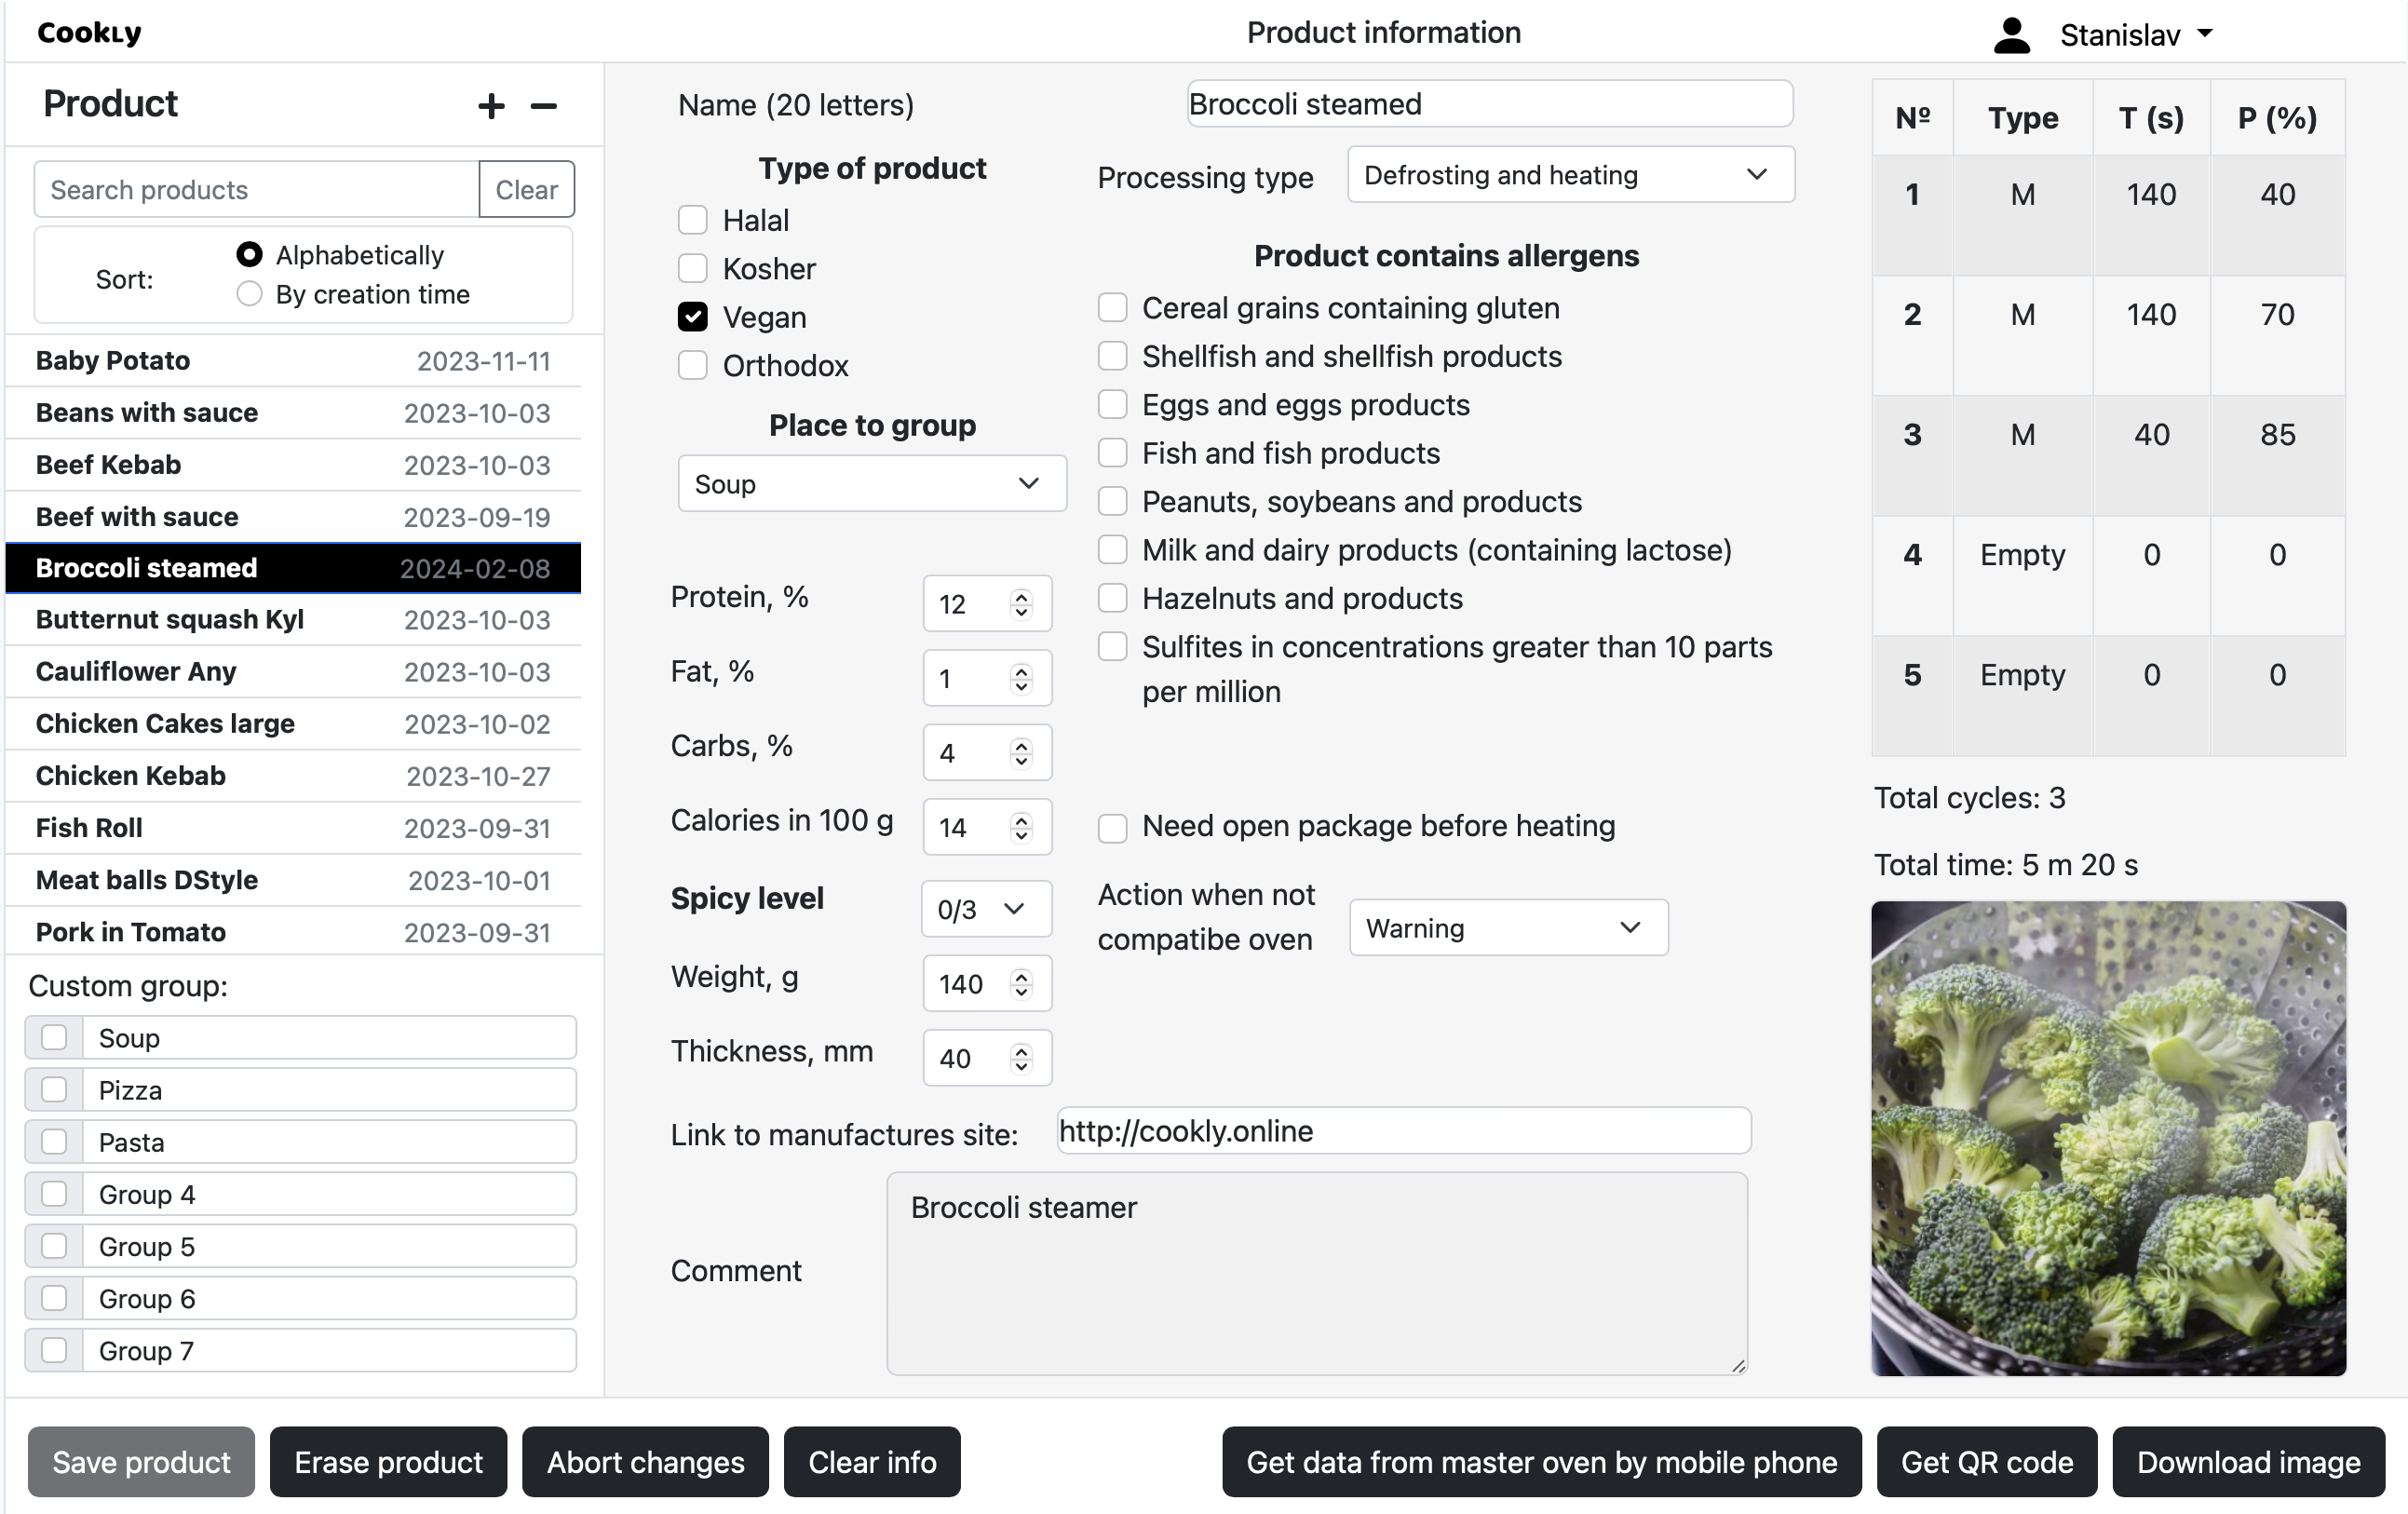 Cookly
Product information
Stanislav
Product
Search products
Clear
Sort:
Alphabetically
By creation time
Baby Potato 2023-11-11
Beans with sauce 2023-10-03
Beef Kebab 2023-10-03
Beef with sauce 2023-09-19
Broccoli steamed 2024-02-08
Butternut squash Kyl 2023-10-03
Cauliflower Any 2023-10-03
Chicken Cakes large 2023-10-02
Chicken Kebab 2023-10-27
Fish Roll 2023-09-31
Meat balls DStyle 2023-10-01
Pork in Tomato 2023-09-31
Custom group:
Soup
Pizza
Pasta
Group 4
Group 5
Group 6
Group 7
Name (20 letters) Broccoli steamed
Type of product
Halal
Kosher
Vegan
Orthodox
Place to group
Soup
Protein, % 12
Fat, % 1
Carbs, % 4
Calories in 100 g 14
Spicy level 0/3
Weight, g 140
Thickness, mm 40
Processing type Defrosting and heating
Product contains allergens
Cereal grains containing gluten
Shellfish and shellfish products
Eggs and eggs products
Fish and fish products
Peanuts, soybeans and products
Milk and dairy products (containing lactose)
Hazelnuts and products
Sulfites in concentrations greater than 10 parts
per million
Need open package before heating
Action when not
compatibe oven
Warning
Link to manufactures site: http://cookly.online
Comment
Broccoli steamer
Nº Type T (s) P (%)
1 M 140 40
2 M 140 70
3 M 40 85
4 Empty 0 0
5 Empty 0 0
Total cycles: 3
Total time: 5 m 20 s
Save product
Erase product
Abort changes
Clear info
Get data from master oven by mobile phone
Get QR code
Download image